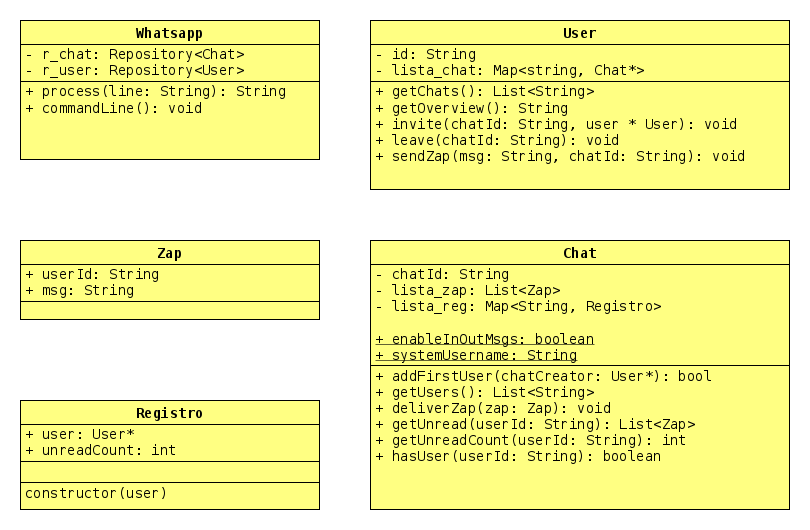 Whatsapp
- r_chat: Repository<Chat>
- r_user: Repository<User>
+ process(line: String): String
+ commandLine(): void
User
- id: String
- lista_chat: Map<string, Chat*>
+ getChats(): List<String>
+ getOverview(): String
+ invite(chatId: String, user * User): void
+ leave(chatId: String): void
+ sendZap(msg: String, chatId: String): void
Zap
+ userId: String
+ msg: String
Chat
- chatId: String
- lista_zap: List<Zap>
- lista_reg: Map<String, Registro>
+ enableInOutMsgs: boolean
+ systemUsername: String
+ addFirstUser(chatCreator: User*): bool
+ getUsers(): List<String>
+ deliverZap(zap: Zap): void
+ getUnread(userId: String): List<Zap>
+ getUnreadCount(userId: String): int
+ hasUser(userId: String): boolean
Registro
+ user: User*
+ unreadCount: int
constructor(user)